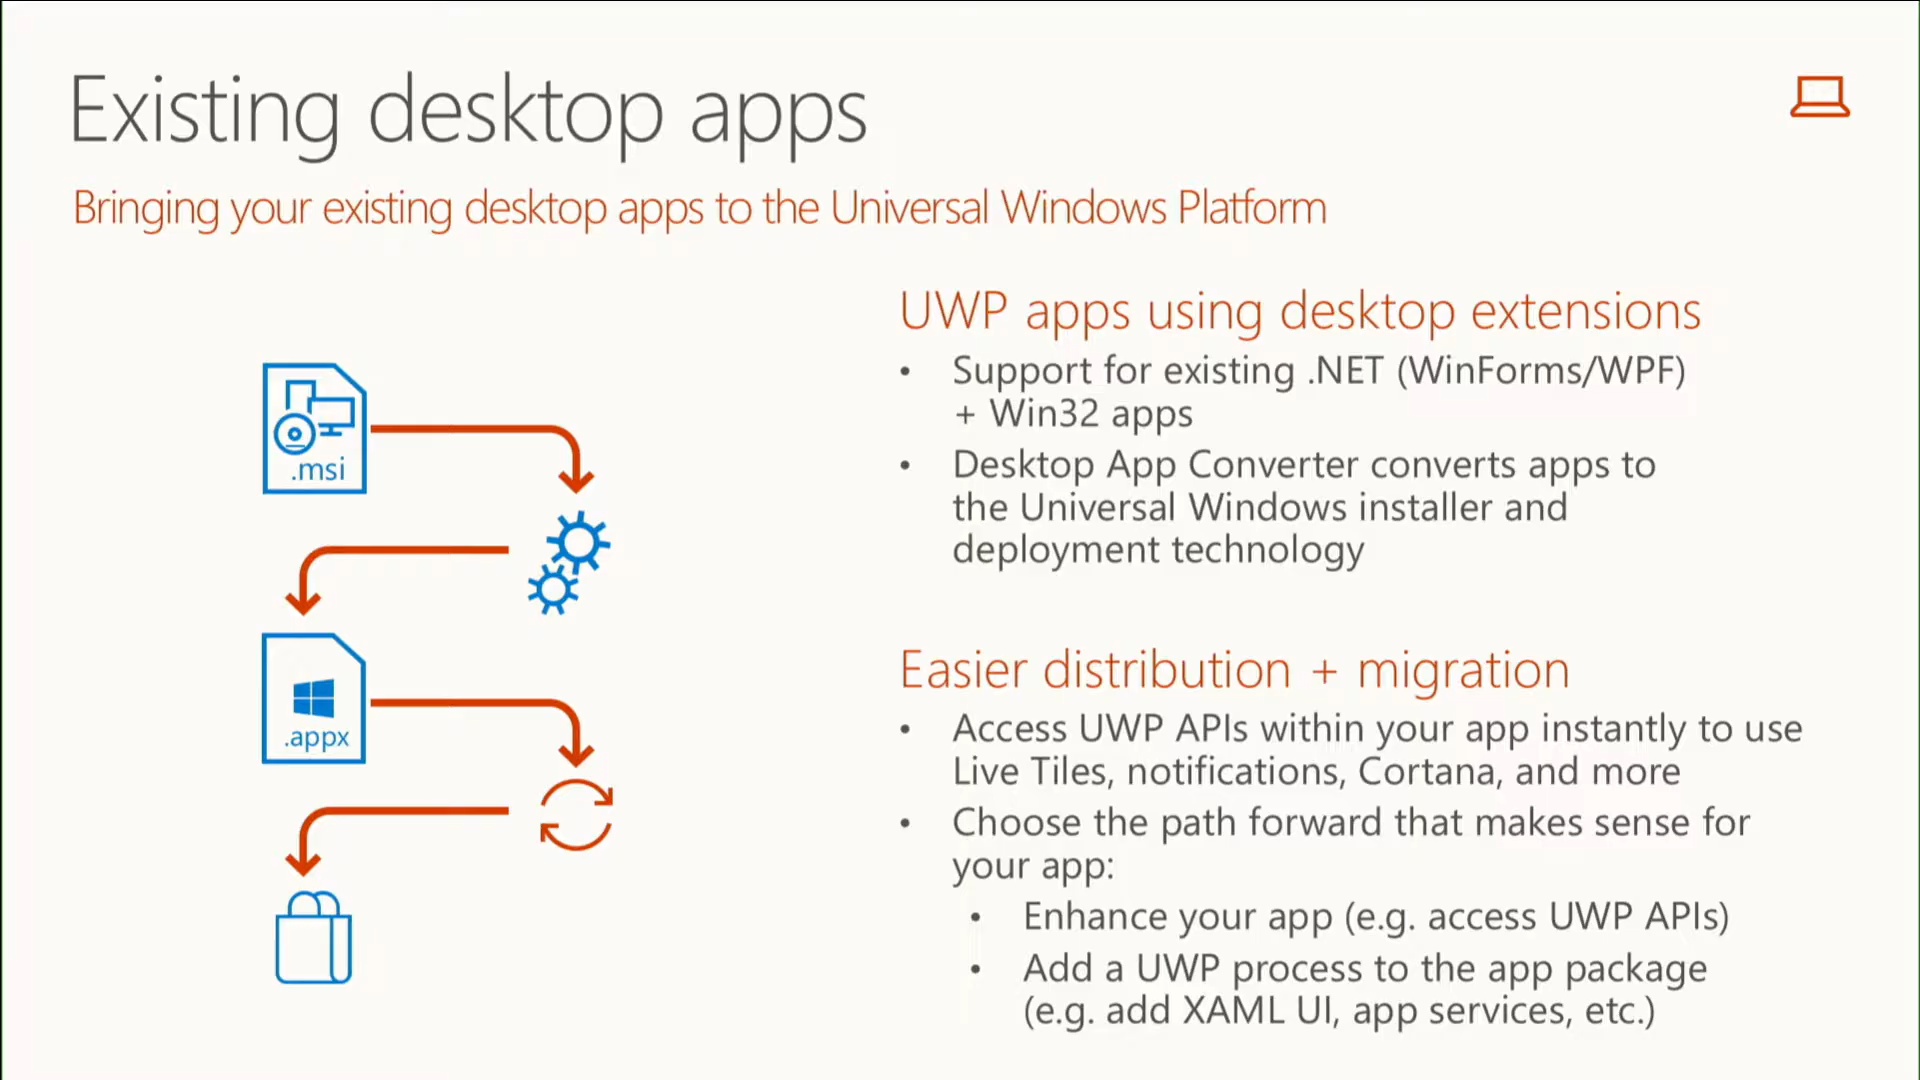 Existing desktop apps
Bringing your existing desktop apps to the Universal Windows Platform
.msi
.appx
UWP apps using desktop extensions
• Support for existing .NET (WinForms/WPF)
+ Win32 apps
• Desktop App Converter converts apps to
the Universal Windows installer and
deployment technology
Easier distribution + migration
• Access UWP APIs within your app instantly to use
Live Tiles, notifications, Cortana, and more
• Choose the path forward that makes sense for
your app:
• Enhance your app (e.g. access UWP APIs)
• Add a UWP process to the app package
(e.g. add XAML UI, app services, etc.)